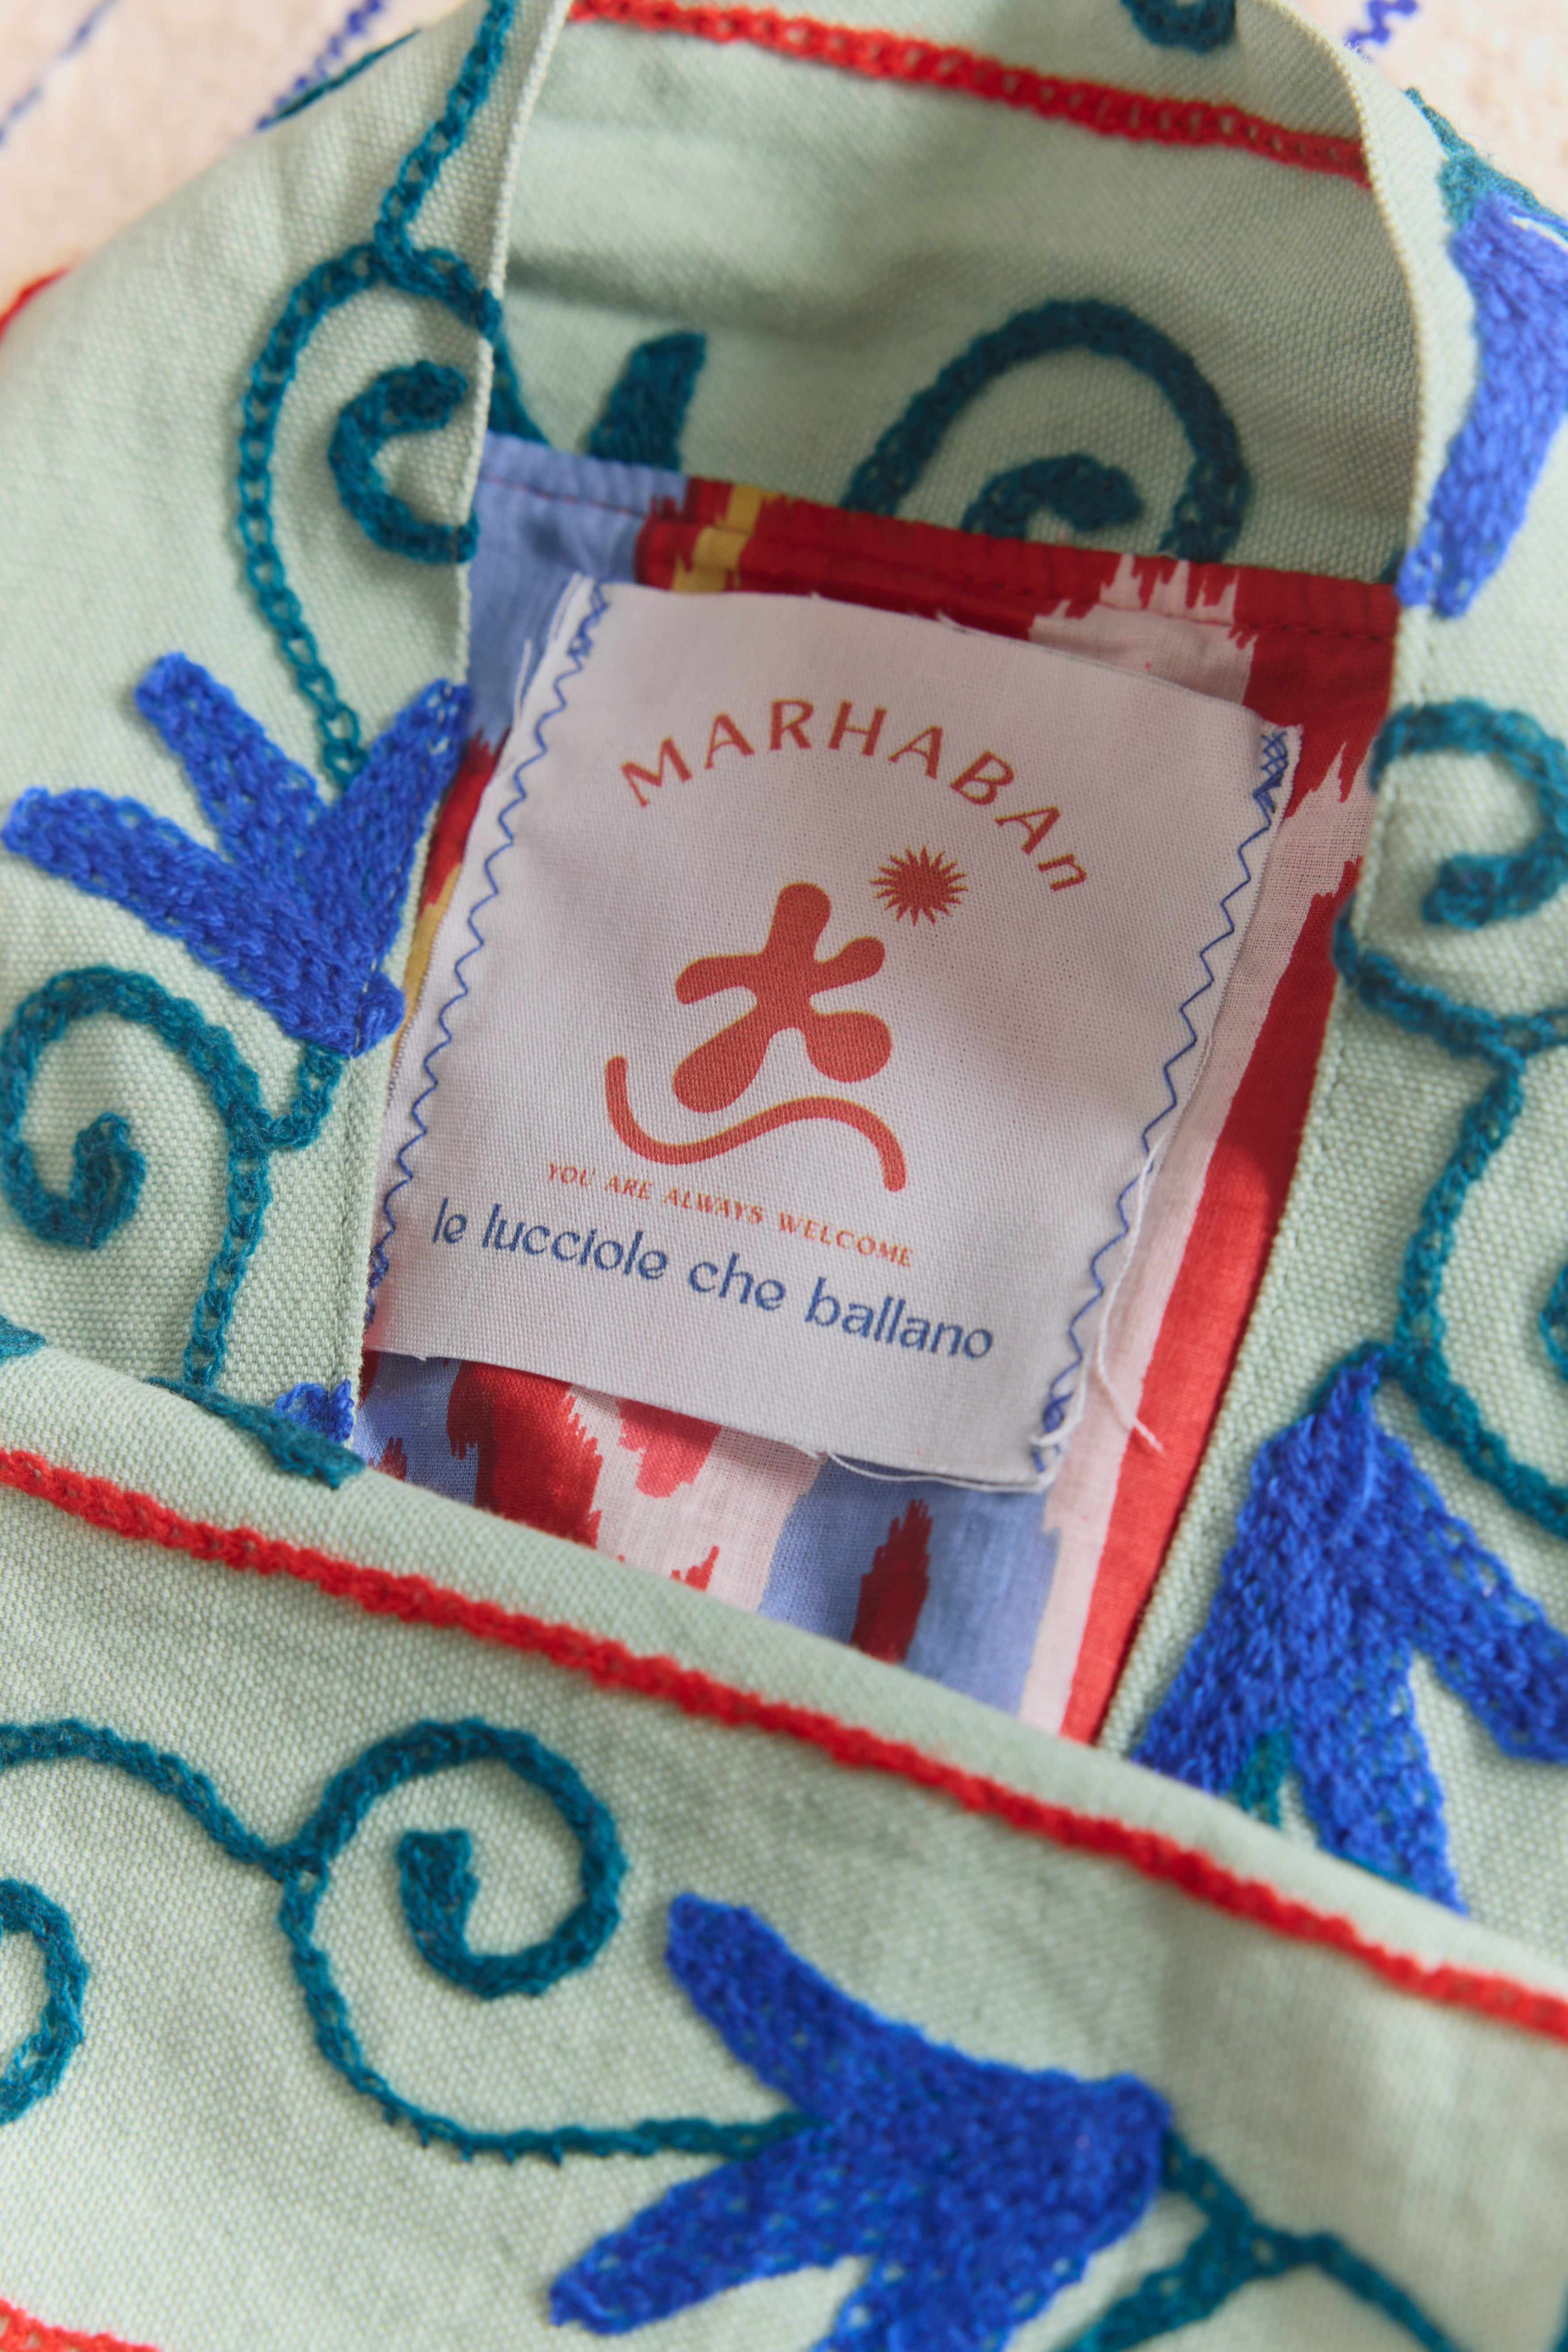 MARHABAn
YOU ARE ALWAYS WELCOME
le lucciole che ballano